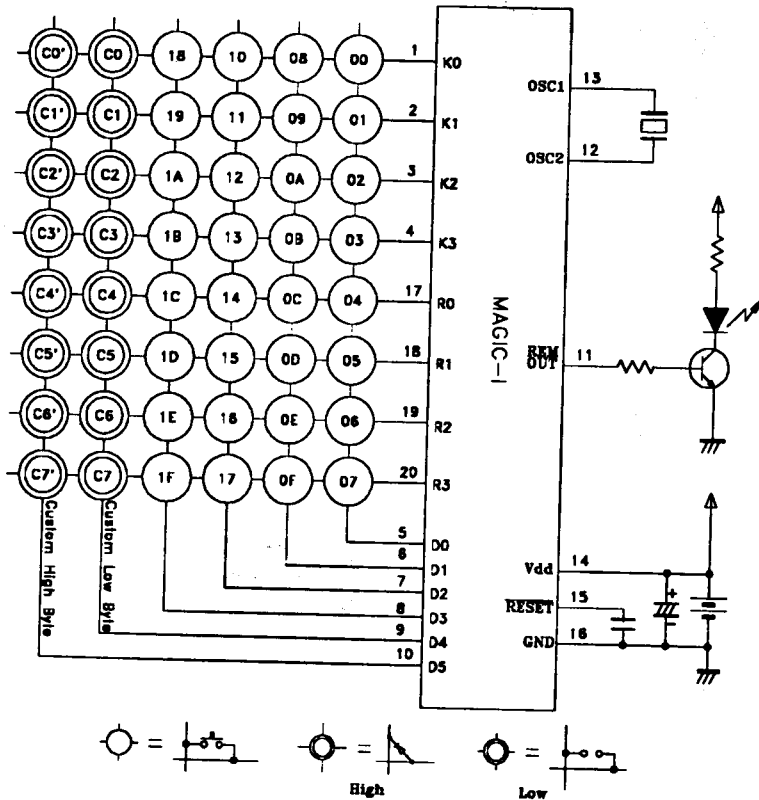 C0' C0 18 10 08 00 1 K0
C1' C1 19 11 09 01 2 K1
C2' C2 1A 12 0A 02 3 K2
C3' C3 1B 13 0B 03 4 K3
C4' C4 1C 14 0C 04 17 R0
C5' C5 1D 15 0D 05 18 R1
C6' C6 1E 16 0E 06 19 R2
C7' C7 1F 17 0F 07 20 R3
Custom High Byte
Custom Low Byte
5 D0
6 D1
7 D2
8 D3
9 D4
10 D5
MAGIC-I
OSC1 13
OSC2 12
REM
OUT 11
Vdd 14
RESET 15
GND 16
+
-
= = =
High Low